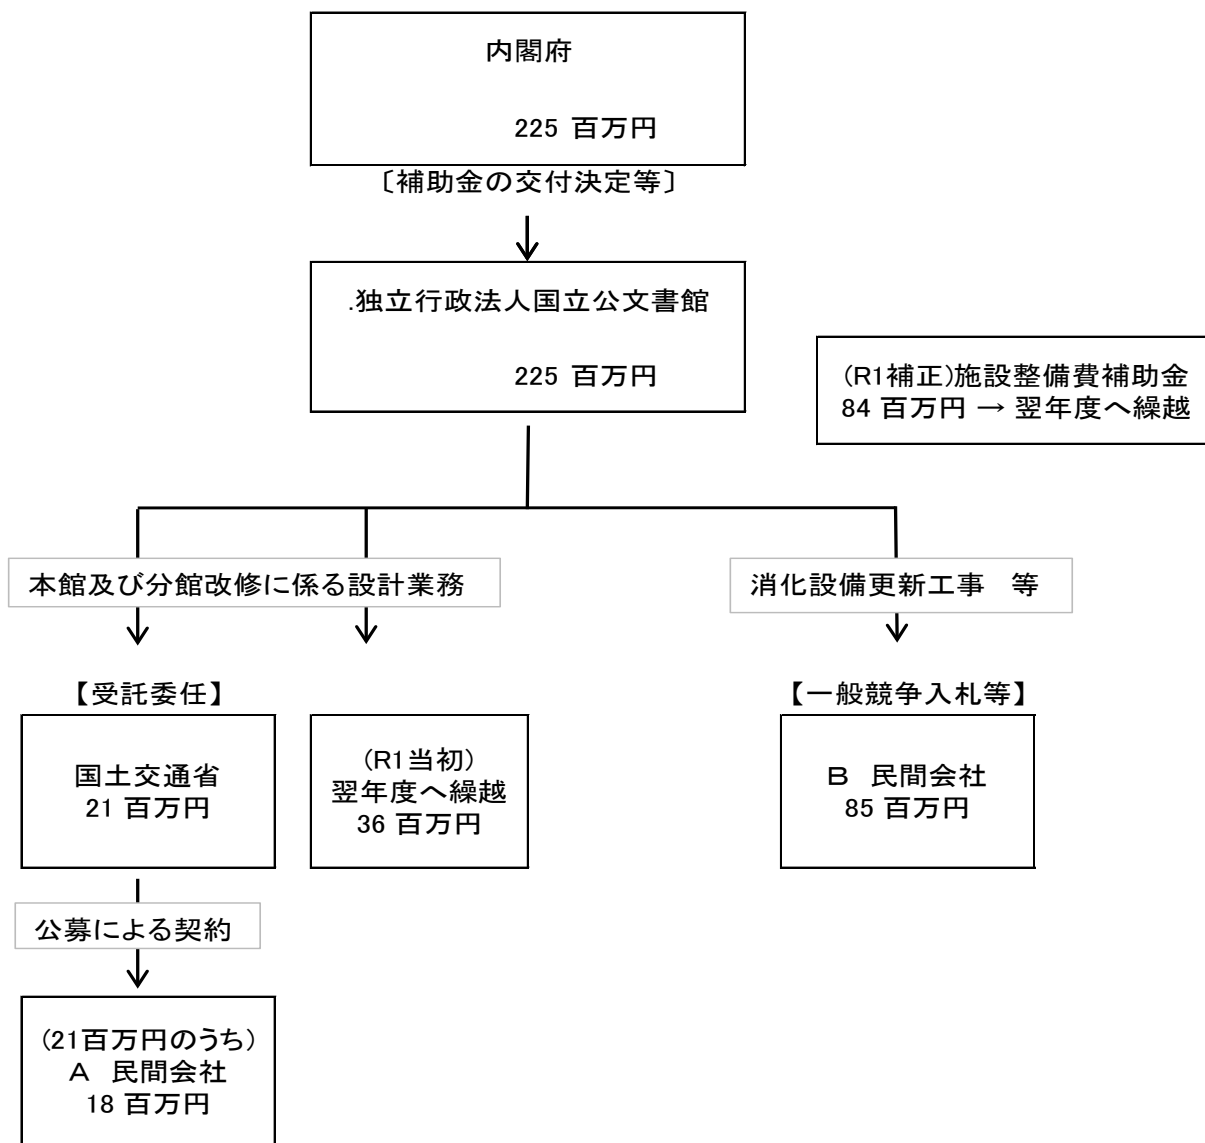 内閣府
225 百万円
〔補助金の交付決定等〕
.独立行政法人国立公文書館
225 百万円
(R1補正)施設整備費補助金
84 百万円 → 翌年度へ繰越
本館及び分館改修に係る設計業務
消化設備更新工事　等
【受託委任】
【一般競争入札等】
国土交通省
21 百万円
(R1当初)
翌年度へ繰越
36 百万円
B　民間会社
85 百万円
公募による契約
(21百万円のうち)
A　民間会社
18 百万円